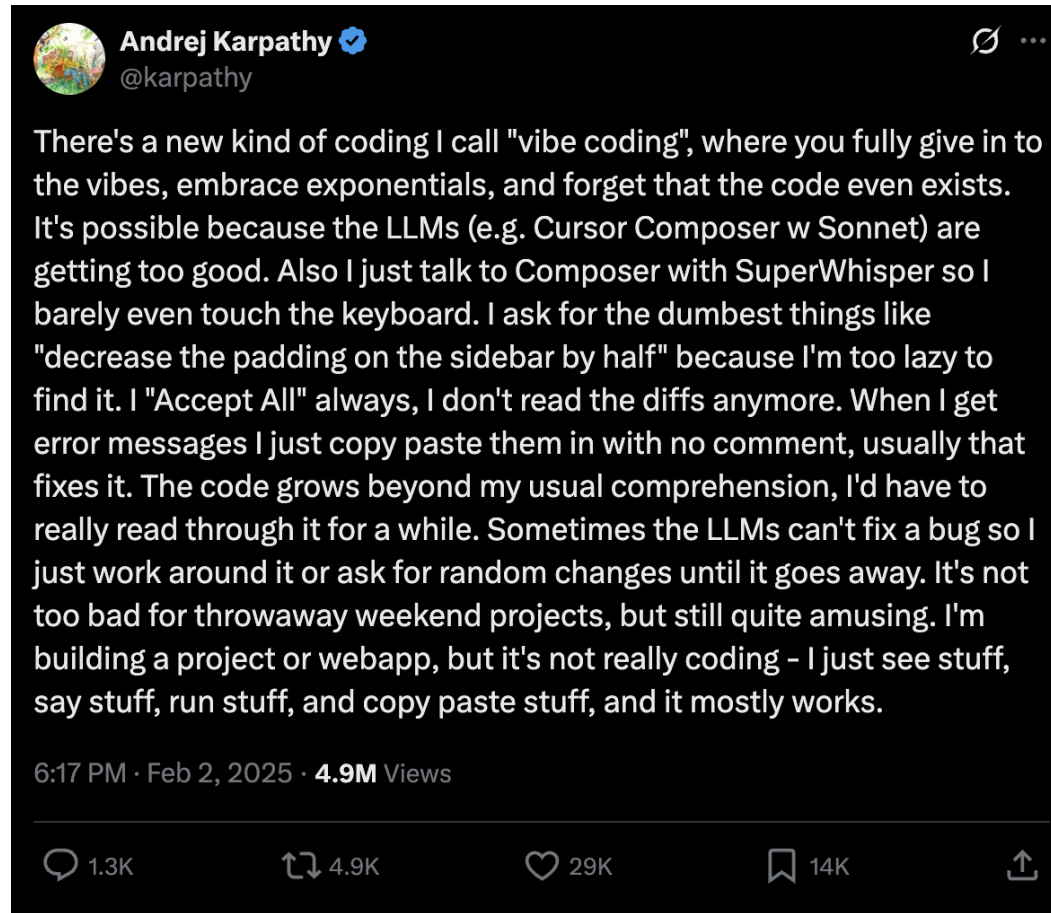 Andrej Karpathy
@karpathy
There's a new kind of coding I call "vibe coding", where you fully give in to
the vibes, embrace exponentials, and forget that the code even exists.
It's possible because the LLMs (e.g. Cursor Composer w Sonnet) are
getting too good. Also I just talk to Composer with SuperWhisper so I
barely even touch the keyboard. I ask for the dumbest things like
"decrease the padding on the sidebar by half" because I'm too lazy to
find it. I "Accept All" always, I don't read the diffs anymore. When I get
error messages I just copy paste them in with no comment, usually that
fixes it. The code grows beyond my usual comprehension, I'd have to
really read through it for a while. Sometimes the LLMs can't fix a bug so I
just work around it or ask for random changes until it goes away. It's not
too bad for throwaway weekend projects, but still quite amusing. I'm
building a project or webapp, but it's not really coding - I just see stuff,
say stuff, run stuff, and copy paste stuff, and it mostly works.
6:17 PM · Feb 2, 2025 · 4.9M Views
1.3K 4.9K 29K 14K